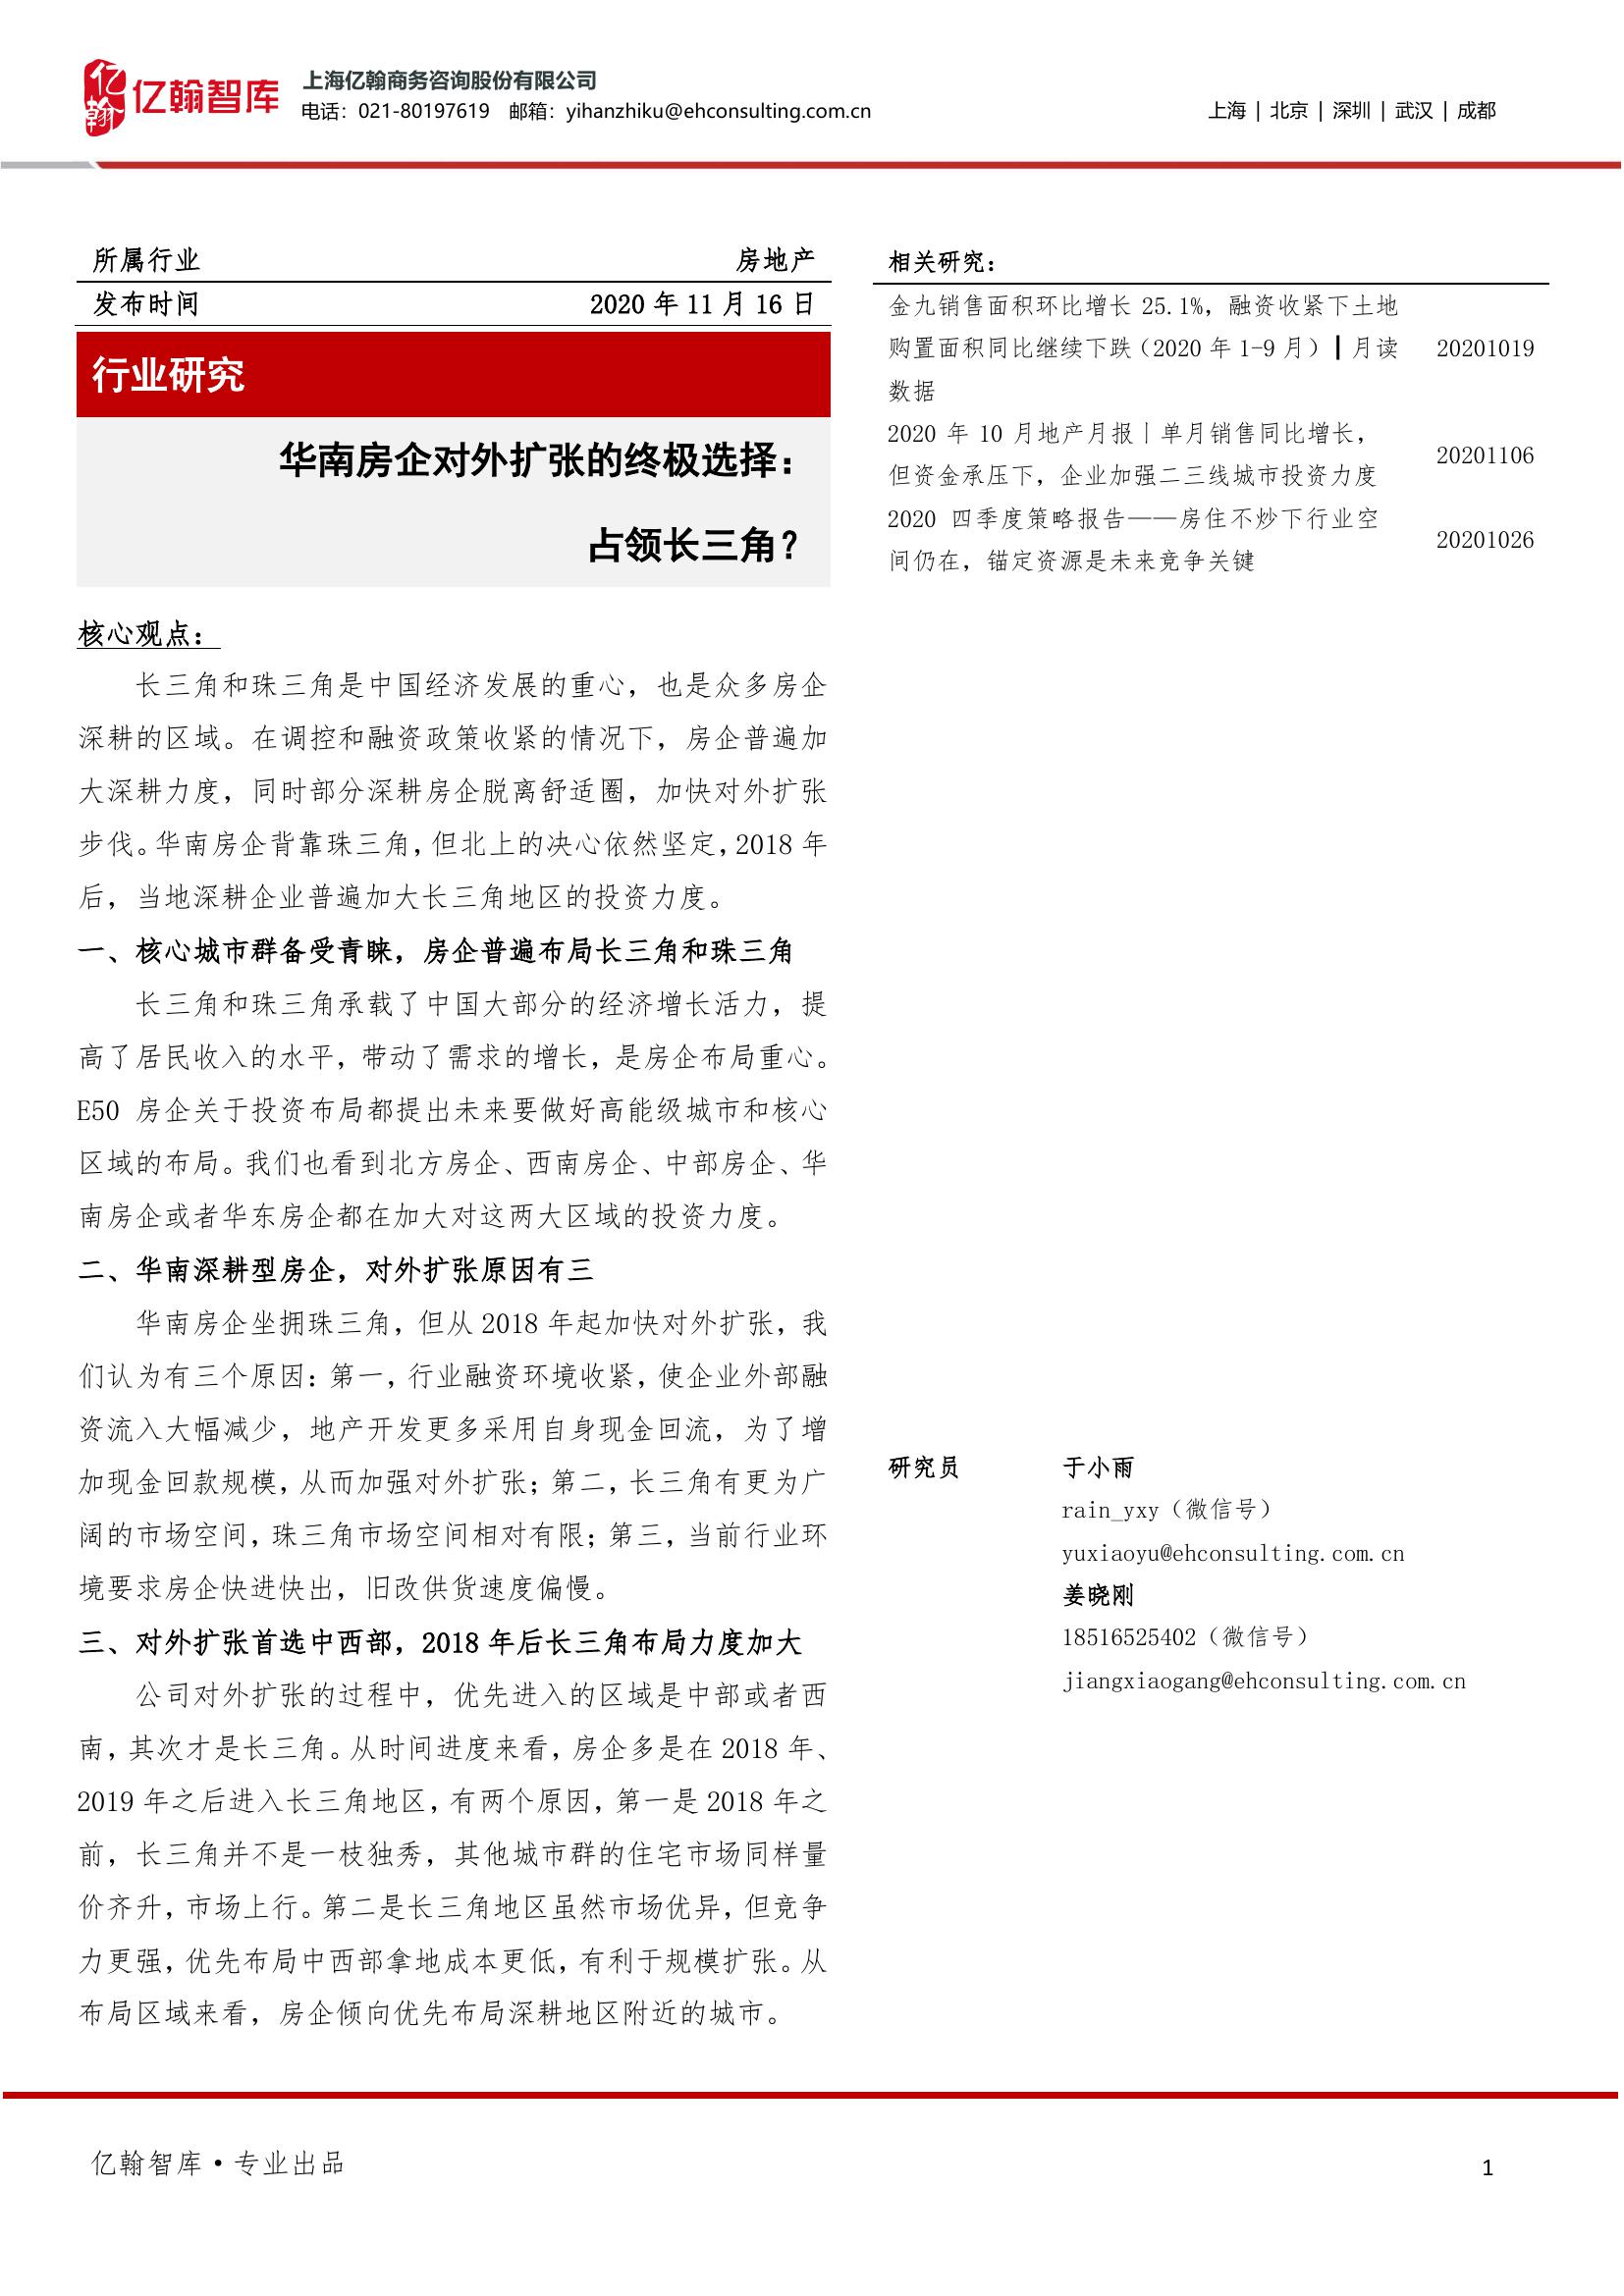 亿翰
亿翰智库
上海亿翰商务咨询股份有限公司
电话：021-80197619 邮箱：yihanzhiku@ehconsulting.com.cn
上海 | 北京 | 深圳 | 武汉 | 成都
所属行业 房地产
发布时间 2020 年 11 月 16 日
行业研究
华南房企对外扩张的终极选择：
占领长三角？
核心观点：
长三角和珠三角是中国经济发展的重心，也是众多房企
深耕的区域。在调控和融资政策收紧的情况下，房企普遍加
大深耕力度，同时部分深耕房企脱离舒适圈，加快对外扩张
步伐。华南房企背靠珠三角，但北上的决心依然坚定，2018 年
后，当地深耕企业普遍加大长三角地区的投资力度。
一、核心城市群备受青睐，房企普遍布局长三角和珠三角
长三角和珠三角承载了中国大部分的经济增长活力，提
高了居民收入的水平，带动了需求的增长，是房企布局重心。
E50 房企关于投资布局都提出未来要做好高能级城市和核心
区域的布局。我们也看到北方房企、西南房企、中部房企、华
南房企或者华东房企都在加大对这两大区域的投资力度。
二、华南深耕型房企，对外扩张原因有三
华南房企坐拥珠三角，但从 2018 年起加快对外扩张，我
们认为有三个原因：第一，行业融资环境收紧，使企业外部融
资流入大幅减少，地产开发更多采用自身现金回流，为了增
加现金回款规模，从而加强对外扩张；第二，长三角有更为广
阔的市场空间，珠三角市场空间相对有限；第三，当前行业环
境要求房企快进快出，旧改供货速度偏慢。
三、对外扩张首选中西部，2018 年后长三角布局力度加大
公司对外扩张的过程中，优先进入的区域是中部或者西
南，其次才是长三角。从时间进度来看，房企多是在 2018 年、
2019 年之后进入长三角地区，有两个原因，第一是 2018 年之
前，长三角并不是一枝独秀，其他城市群的住宅市场同样量
价齐升，市场上行。第二是长三角地区虽然市场优异，但竞争
力更强，优先布局中西部拿地成本更低，有利于规模扩张。从
布局区域来看，房企倾向优先布局深耕地区附近的城市。
相关研究：
金九销售面积环比增长 25.1%，融资收紧下土地
购置面积同比继续下跌（2020 年 1-9 月）┃月读 20201019
数据
2020 年 10 月地产月报丨单月销售同比增长，
但资金承压下，企业加强二三线城市投资力度 20201106
2020 四季度策略报告——房住不炒下行业空
间仍在，锚定资源是未来竞争关键 20201026
研究员 于小雨
rain_yxy（微信号）
yuxiaoyu@ehconsulting.com.cn
姜晓刚
18516525402（微信号）
jiangxiaogang@ehconsulting.com.cn
亿翰智库·专业出品
1